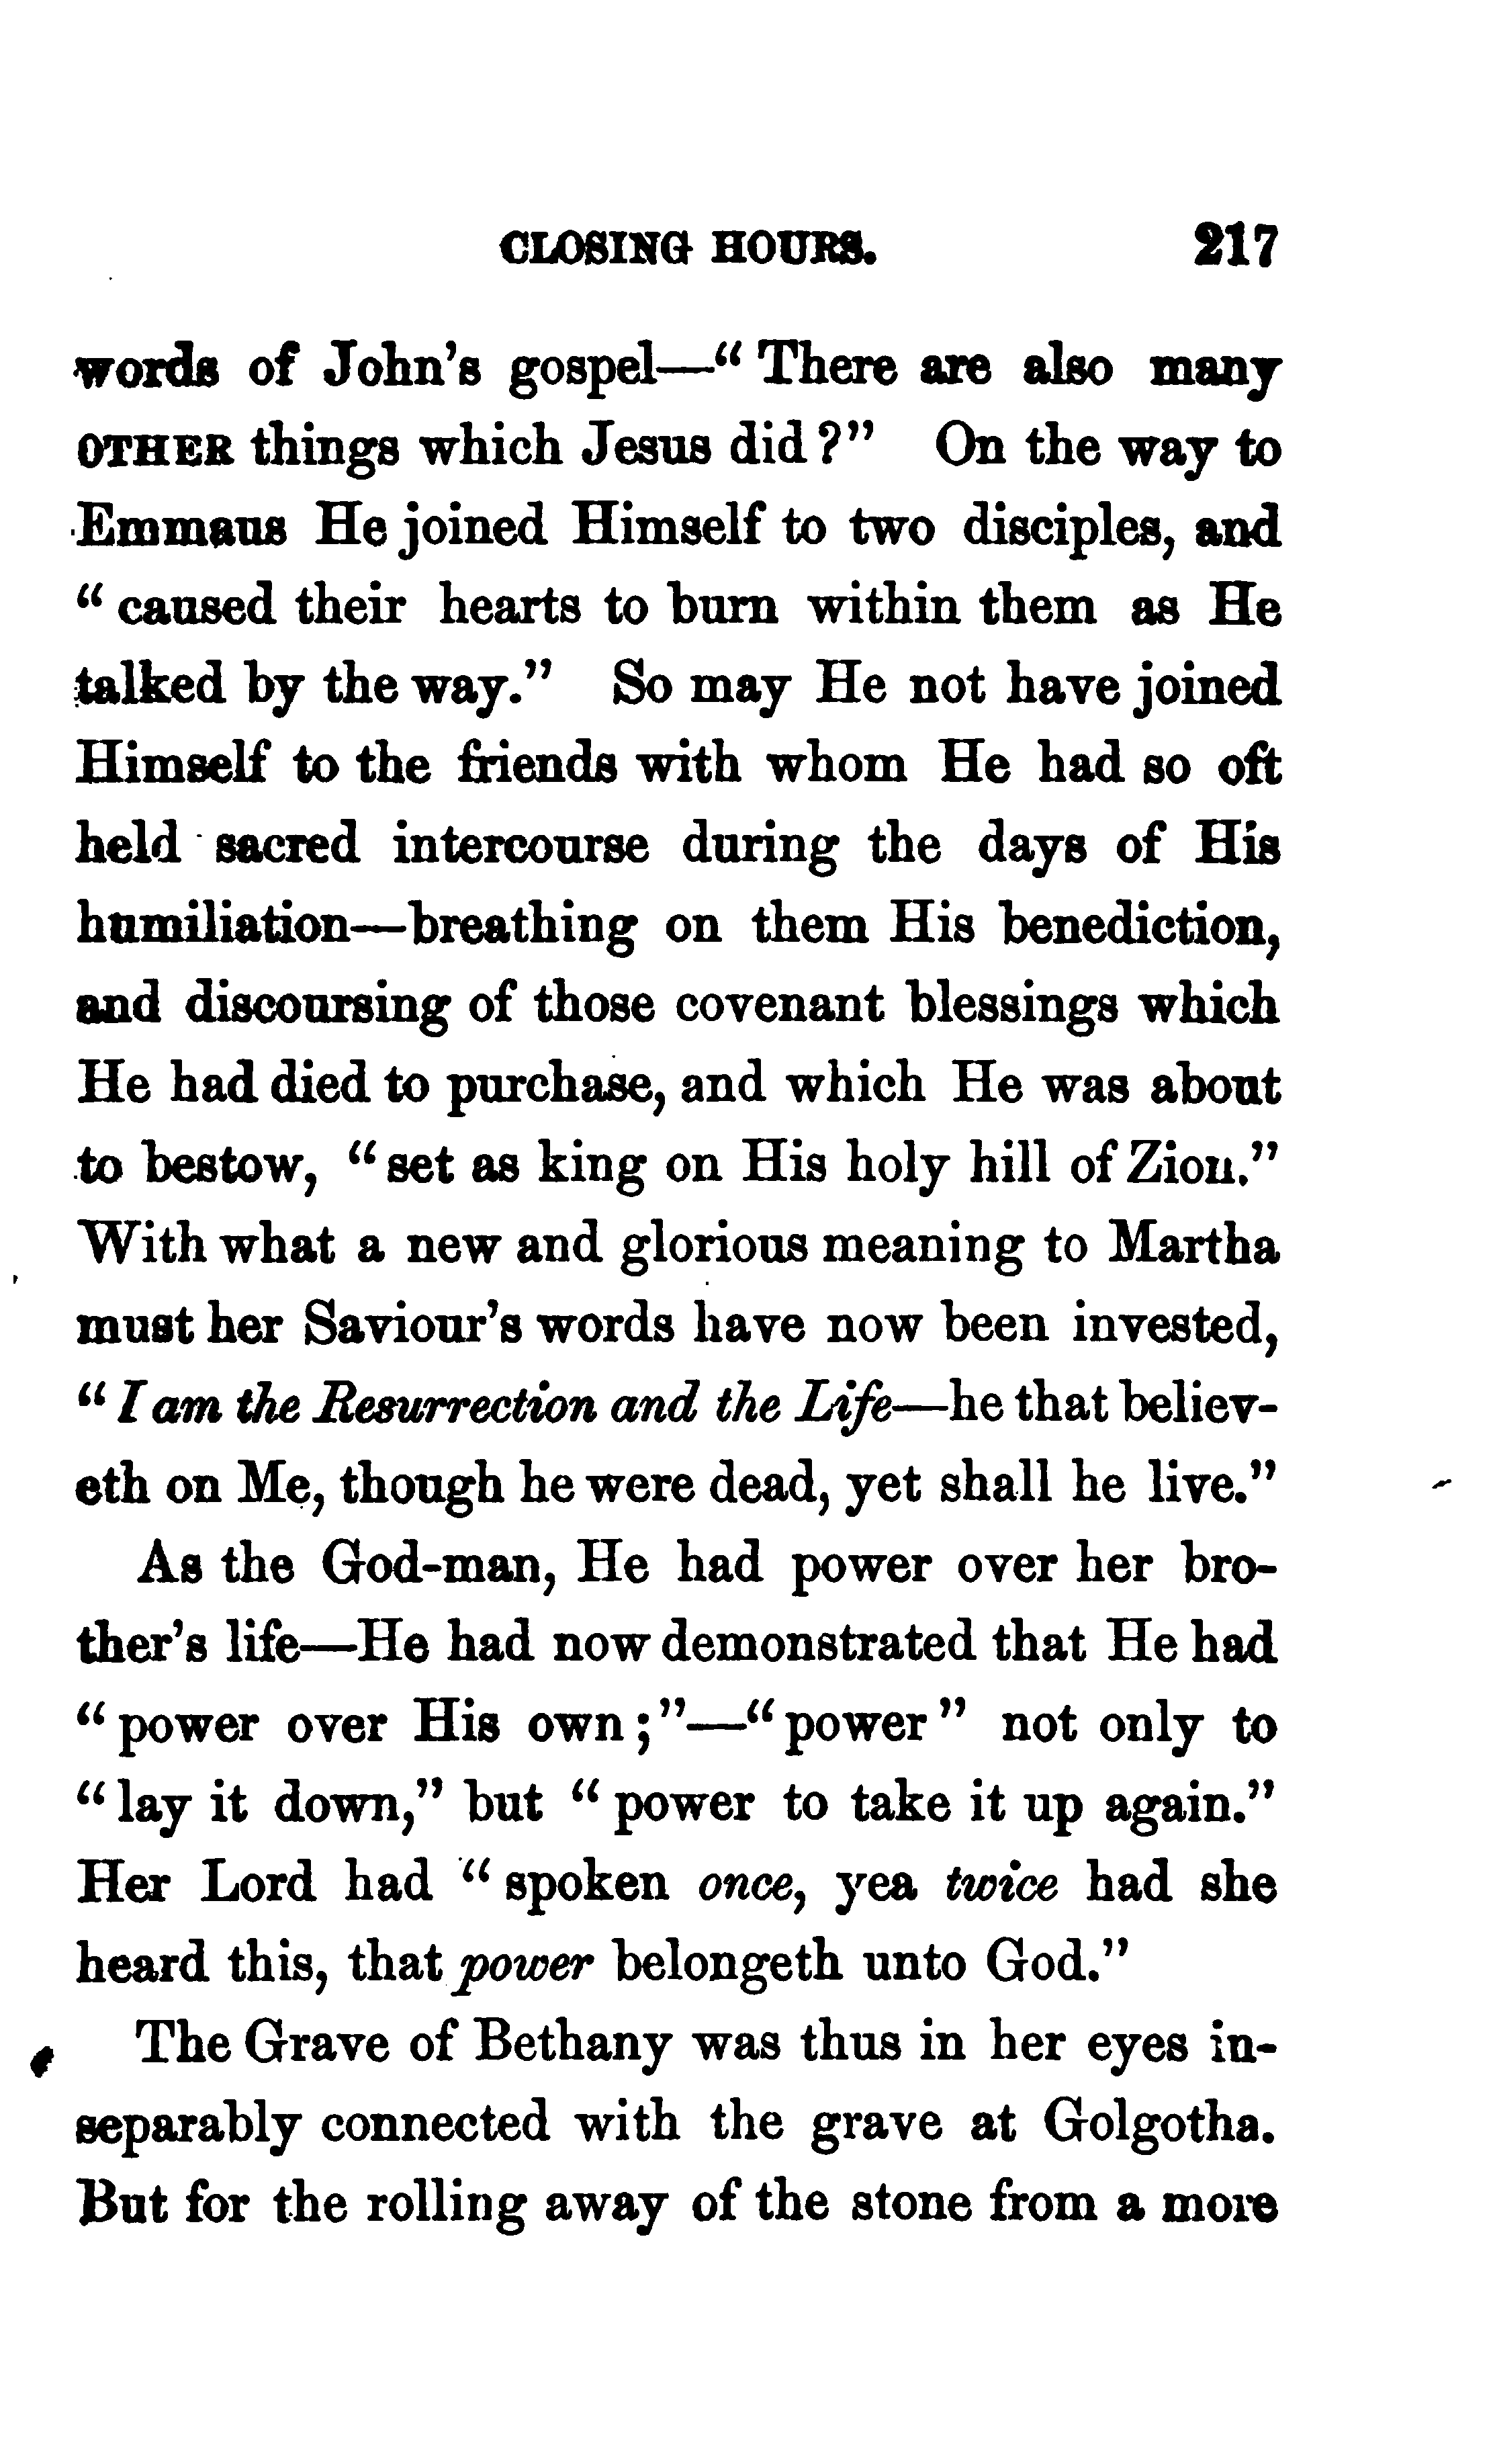 CLOSING HOURS. 217
words of John's gospel—" There are also many
OTHER things which Jesus did?" On the way to
Emmaus He joined Himself to two disciples, and
" caused their hearts to burn within them as He
talked by the way." So may He not have joined
Himself to the friends with whom He had so oft
held sacred intercourse during the days of His
humiliation—breathing on them His benediction,
and discoursing of those covenant blessings which
He had died to purchase, and which He was about
to bestow, " set as king on His holy hill of Zion."
With what a new and glorious meaning to Martha
must her Saviour's words have now been invested,
" I am the Resurrection and the Life—he that believ-
eth on Me, though he were dead, yet shall he live."
As the God-man, He had power over her bro-
ther's life—He had now demonstrated that He had
" power over His own;"—" power" not only to
" lay it down," but " power to take it up again."
Her Lord had " spoken once, yea twice had she
heard this, that power belongeth unto God."
The Grave of Bethany was thus in her eyes in-
separably connected with the grave at Golgotha.
But for the rolling away of the stone from a more